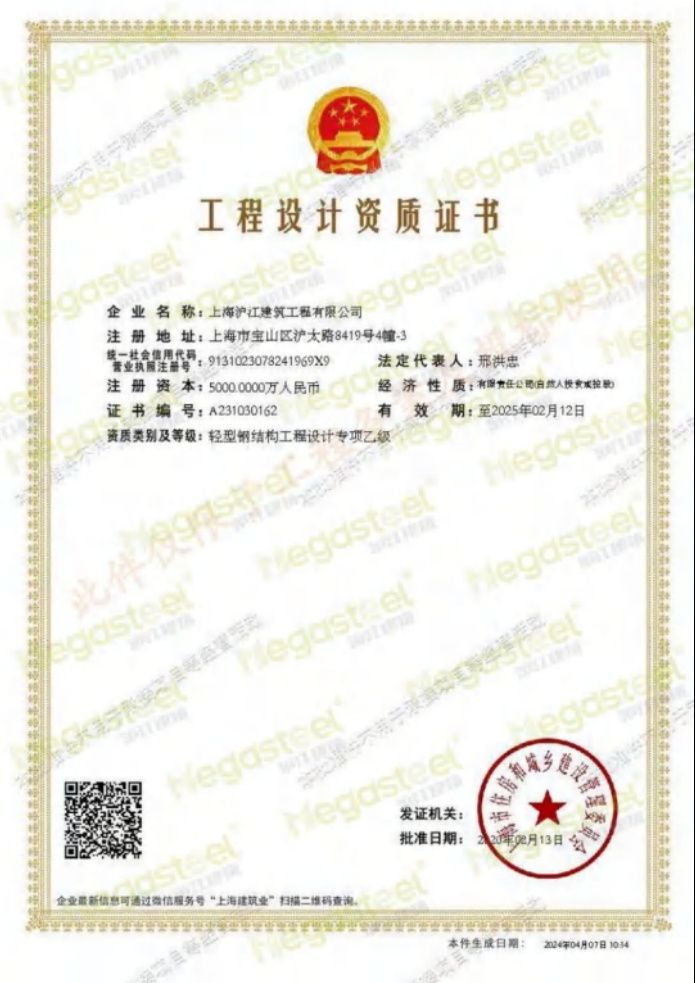 工程设计资质证书
企业名称：上海沪江建筑工程有限公司
注册地址：上海市宝山区沪太路8419号4幢-3
统一社会信用代码
营业执照注册号：9131023078241969X9 法定代表人：邢洪忠
注册资本：5000.0000万人民币 经济性质：有限责任公司(自然人投资或控股)
证书编号：A231030162 有效期：至2025年02月12日
资质类别及等级：轻型钢结构工程设计专项乙级
发证机关：
批准日期：2020年02月13日
上海市住房和城乡建设管理委员会
企业最新信息可通过微信服务号“上海建筑业”扫描二维码查询。
本件生成日期： 2024年04月07日 10:14
Megasteel
沪江建筑
此件仅限于工程